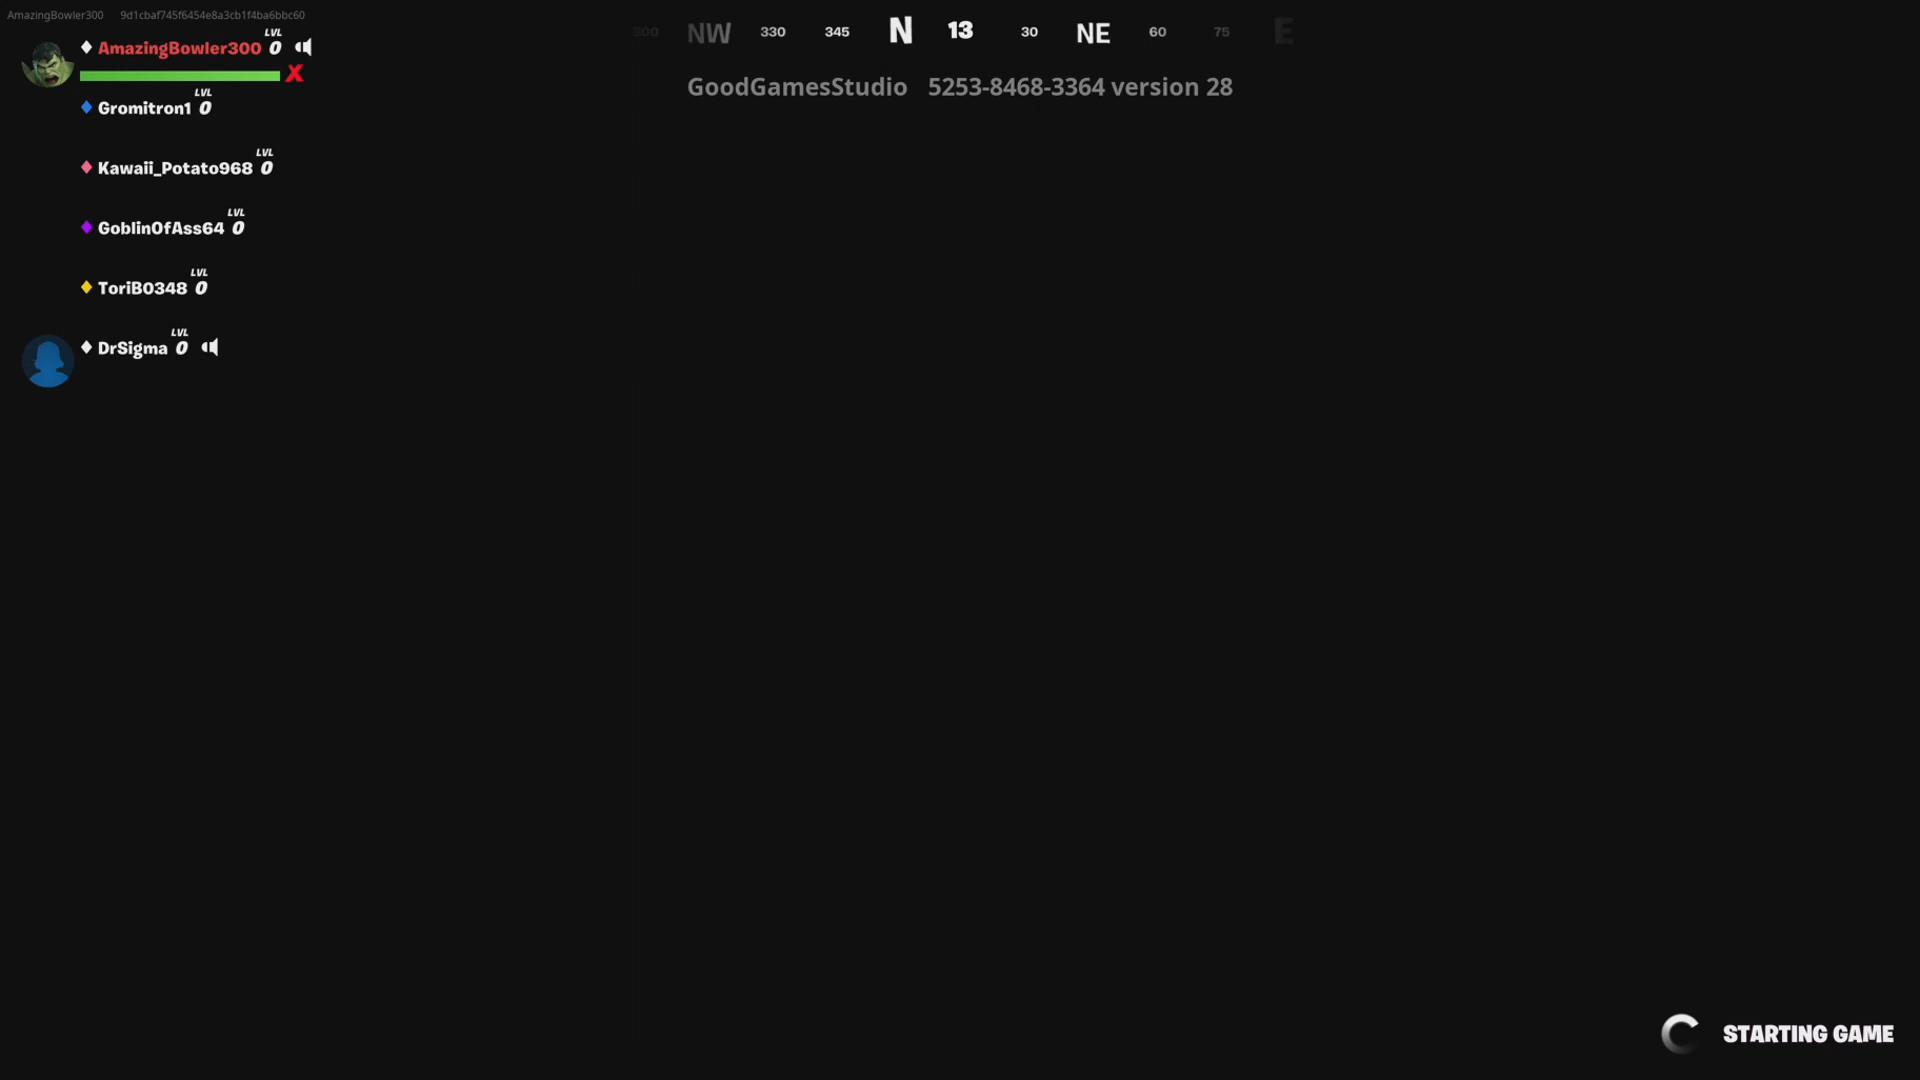 AmazingBowler300 9d1cbaf745f6454e8a3cb1f4ba6bbc60
300 NW 330 345 N 13 30 NE 60 75 E
GoodGamesStudio 5253-8468-3364 version 28
LVL
AmazingBowler300 0
X
LVL
Gromitron1 0
LVL
Kawaii_Potato968 0
LVL
GoblinOfAss64 0
LVL
ToriB0348 0
LVL
DrSigma 0
STARTING GAME